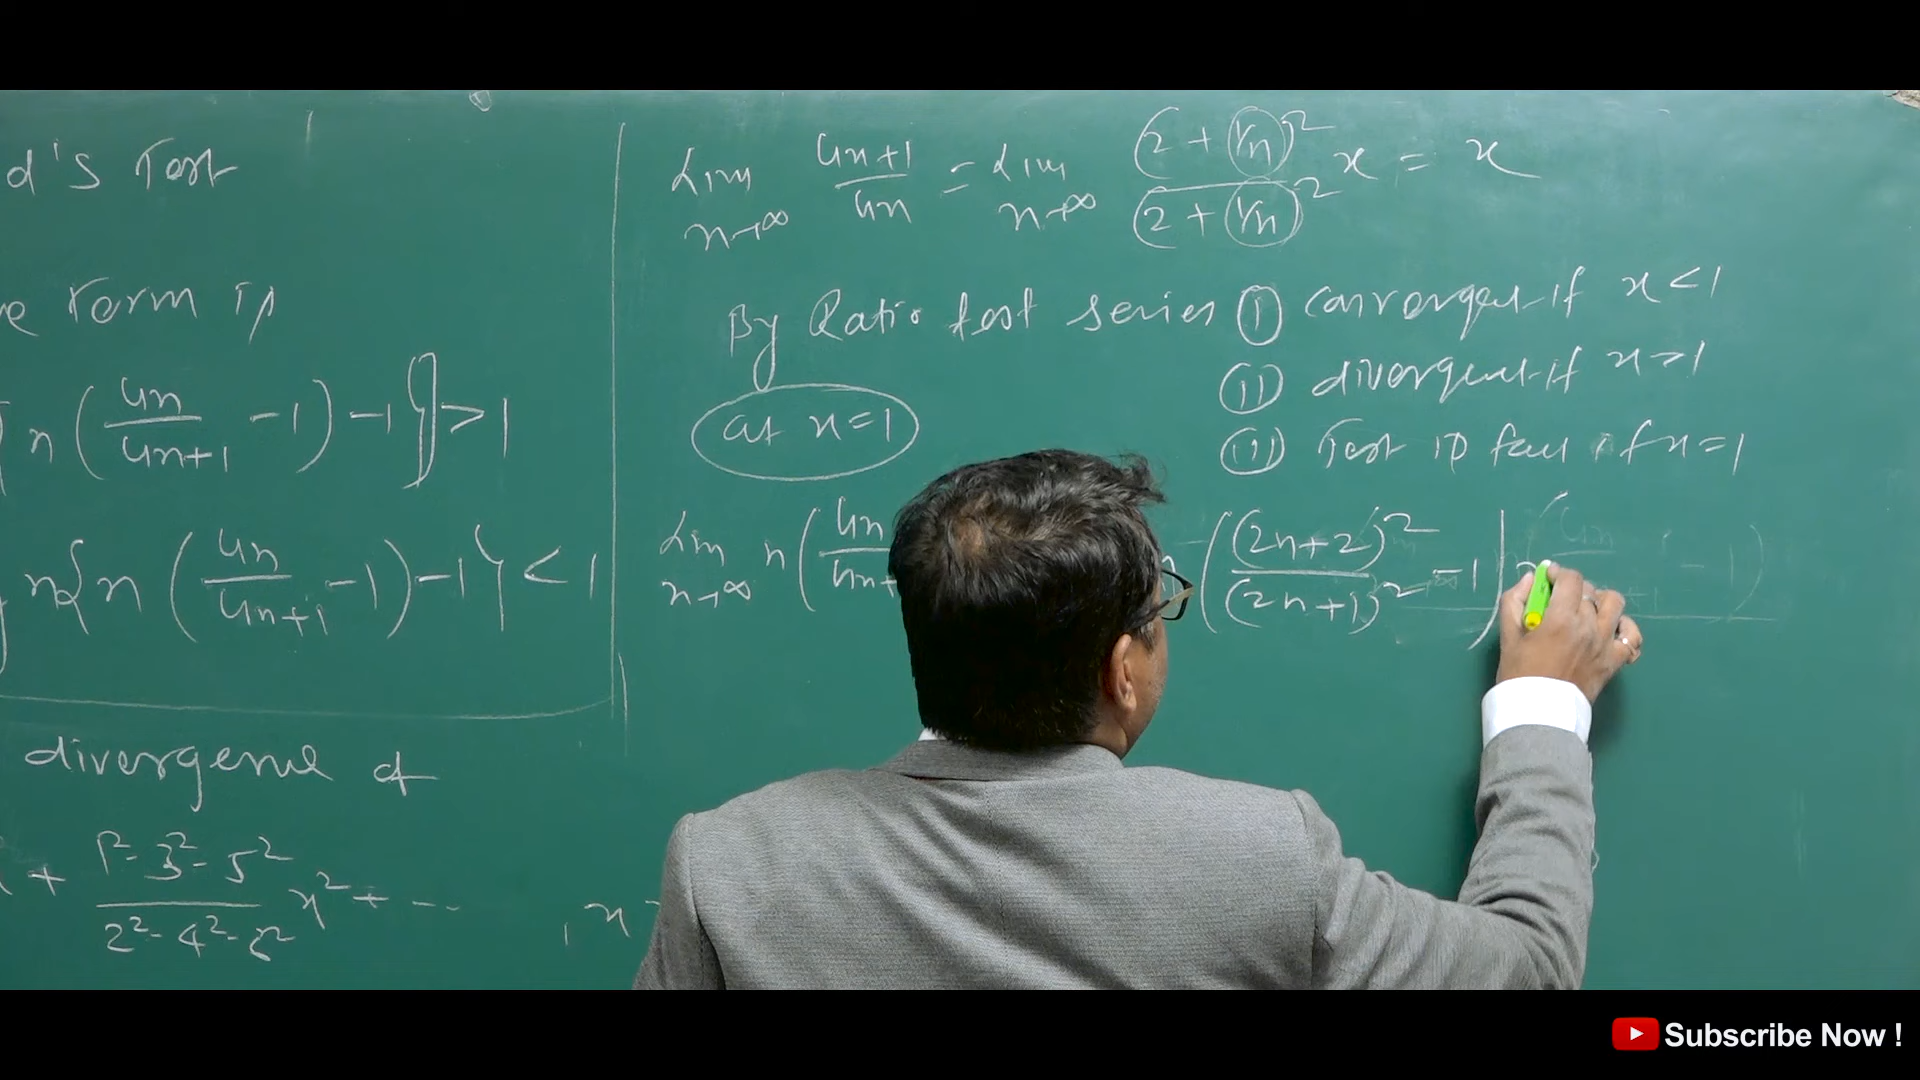 d's Test
ve term is
n(un/un+1 -1)-1}>1
n{n(un/un+1 -1)-1}<1
divergence of
+ 1²-3²-5²/2²-4²-6² x²+--- , x
Lim n→∞ un+1/un = Lim n→∞ (2+1/n)²/(2+1/n)² x = x
By Ratio test series (i) convergent if x<1
(ii) divergent if x>1
(iii) Test is fail if x=1
at x=1
Lim n→∞ n(un/un+ n((2n+2)²/(2n+1)² -1)
Subscribe Now !